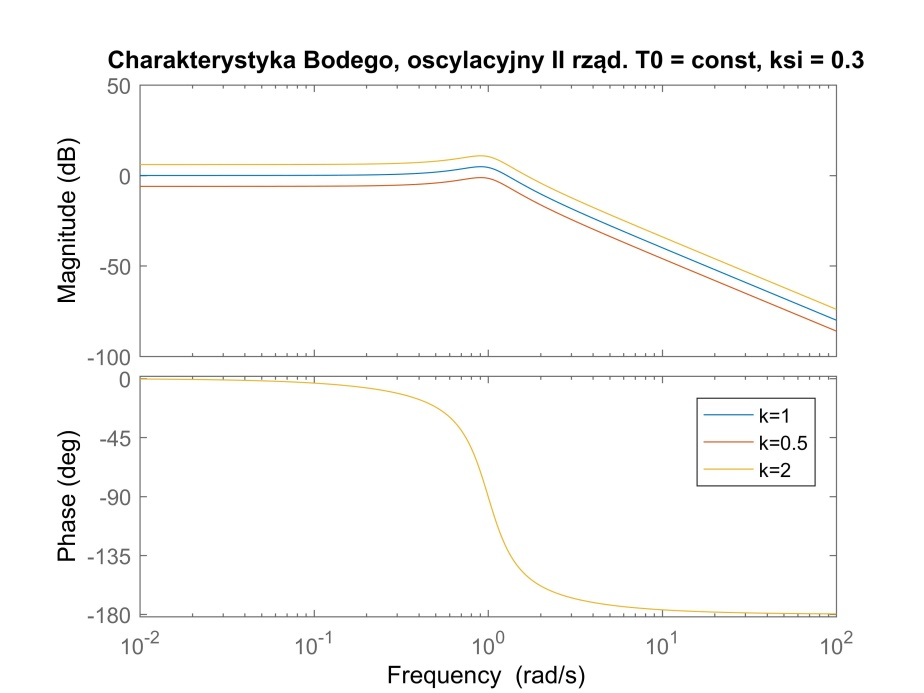 Charakterystyka Bodego, oscylacyjny II rząd. T0 = const, ksi = 0.3
50
0
-50
-100
Magnitude (dB)
0
-45
-90
-135
-180
Phase (deg)
k=1
k=0.5
k=2
10^-2
10^-1
10^0
10^1
10^2
Frequency (rad/s)